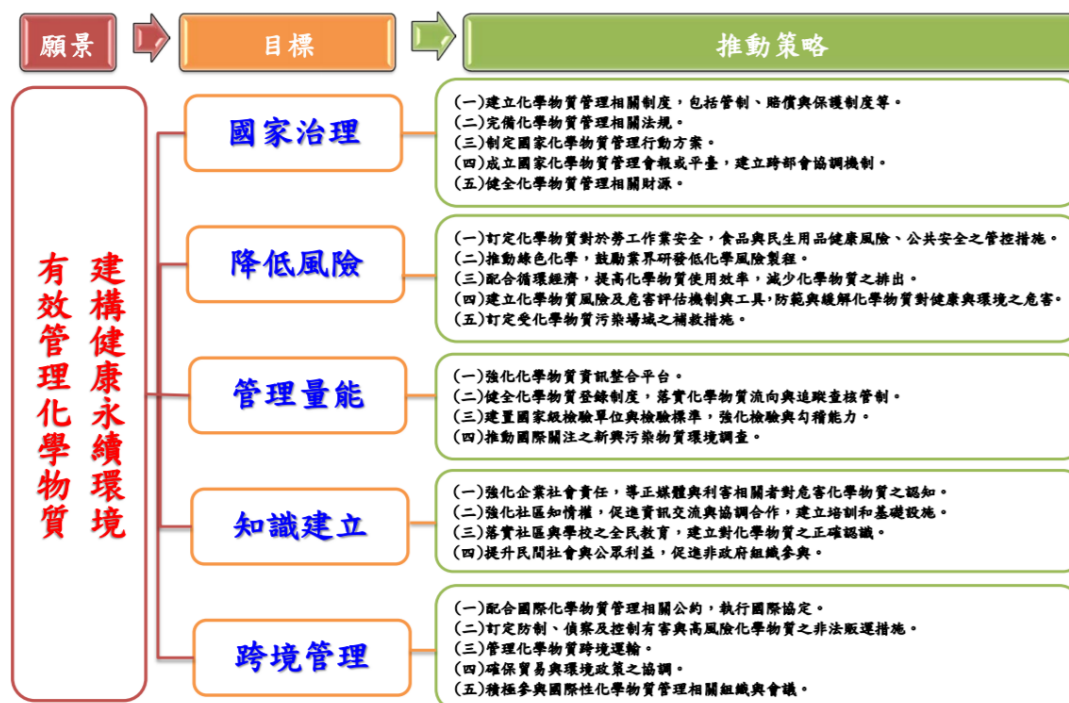 願景
目標
推動策略
建構健康永續環境
有效管理化學物質
國家治理
(一)建立化學物質管理相關制度，包括管制、賠償與保護制度等。
(二)完備化學物質管理相關法規。
(三)制定國家化學物質管理行動方案。
(四)成立國家化學物質管理會報或平臺，建立跨部會協調機制。
(五)健全化學物質管理相關財源。
降低風險
(一)訂定化學物質對於勞工作業安全，食品與民生用品健康風險、公共安全之管控措施。
(二)推動綠色化學，鼓勵業界研發低化學風險製程。
(三)配合循環經濟，提高化學物質使用效率，減少化學物質之排出。
(四)建立化學物質風險及危害評估機制與工具，防範與緩解化學物質對健康與環境之危害。
(五)訂定受化學物質污染場域之補救措施。
管理量能
(一)強化化學物質資訊整合平台。
(二)健全化學物質登錄制度，落實化學物質流向與追蹤查核管制。
(三)建置國家級檢驗單位與檢驗標準，強化檢驗與勾稽能力。
(四)推動國際關注之新興污染物質環境調查。
知識建立
(一)強化企業社會責任，導正媒體與利害相關者對危害化學物質之認知。
(二)強化社區知情權，促進資訊交流與協調合作，建立培訓和基礎設施。
(三)落實社區與學校之全民教育，建立對化學物質之正確認識。
(四)提升民間社會與公眾利益，促進非政府組織參與。
跨境管理
(一)配合國際化學物質管理相關公約，執行國際協定。
(二)訂定防制、偵察及控制有害與高風險化學物質之非法販運措施。
(三)管理化學物質跨境運輸。
(四)確保貿易與環境政策之協調
(五)積極參與國際性化學物質管理相關組織與會議。